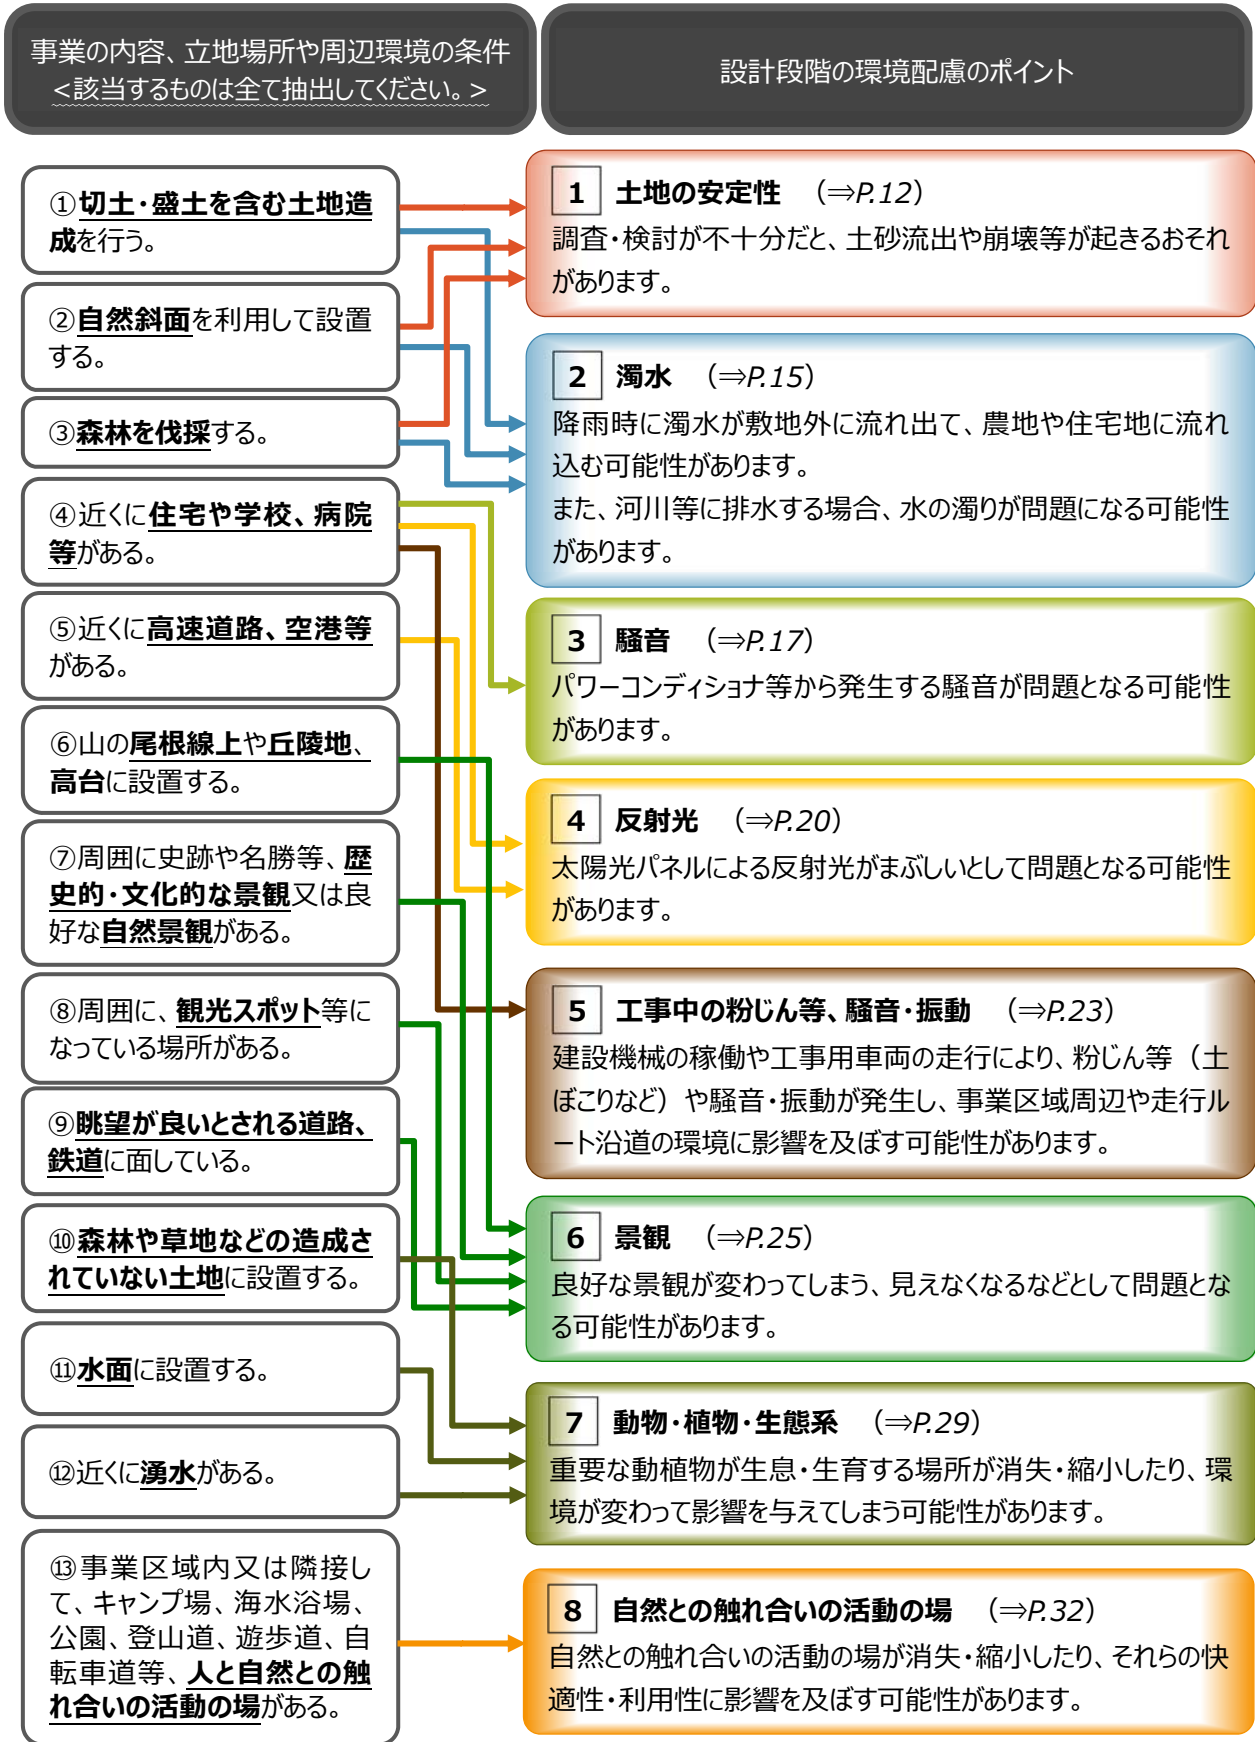 事業の内容、立地場所や周辺環境の条件
<該当するものは全て抽出してください。>
設計段階の環境配慮のポイント
①切土・盛土を含む土地造
成を行う。
②自然斜面を利用して設置
する。
③森林を伐採する。
④近くに住宅や学校、病院
等がある。
⑤近くに高速道路、空港等
がある。
⑥山の尾根線上や丘陵地、
高台に設置する。
⑦周囲に史跡や名勝等、歴
史的・文化的な景観又は良
好な自然景観がある。
⑧周囲に、観光スポット等に
なっている場所がある。
⑨眺望が良いとされる道路、
鉄道に面している。
⑩森林や草地などの造成さ
れていない土地に設置する。
⑪水面に設置する。
⑫近くに湧水がある。
⑬事業区域内又は隣接し
て、キャンプ場、海水浴場、
公園、登山道、遊歩道、自
転車道等、人と自然との触
れ合いの活動の場がある。
1 土地の安定性 （⇒P.12）
調査・検討が不十分だと、土砂流出や崩壊等が起きるおそれ
があります。
2 濁水 （⇒P.15）
降雨時に濁水が敷地外に流れ出て、農地や住宅地に流れ
込む可能性があります。
また、河川等に排水する場合、水の濁りが問題になる可能性
があります。
3 騒音 （⇒P.17）
パワーコンディショナ等から発生する騒音が問題となる可能性
があります。
4 反射光 （⇒P.20）
太陽光パネルによる反射光がまぶしいとして問題となる可能性
があります。
5 工事中の粉じん等、騒音・振動 （⇒P.23）
建設機械の稼働や工事用車両の走行により、粉じん等（土
ぼこりなど）や騒音・振動が発生し、事業区域周辺や走行ル
ート沿道の環境に影響を及ぼす可能性があります。
6 景観 （⇒P.25）
良好な景観が変わってしまう、見えなくなるなどとして問題とな
る可能性があります。
7 動物・植物・生態系 （⇒P.29）
重要な動植物が生息・生育する場所が消失・縮小したり、環
境が変わって影響を与えてしまう可能性があります。
8 自然との触れ合いの活動の場 （⇒P.32）
自然との触れ合いの活動の場が消失・縮小したり、それらの快
適性・利用性に影響を及ぼす可能性があります。